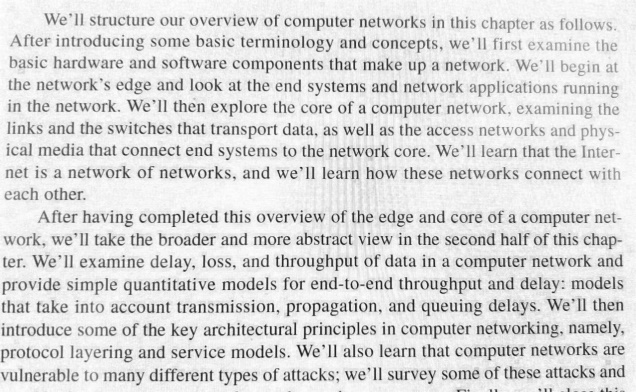 We'll structure our overview of computer networks in this chapter as follows.
After introducing some basic terminology and concepts, we'll first examine the
basic hardware and software components that make up a network. We'll begin at
the network's edge and look at the end systems and network applications running
in the network. We'll then explore the core of a computer network, examining the
links and the switches that transport data, as well as the access networks and phys-
ical media that connect end systems to the network core. We'll learn that the Inter-
net is a network of networks, and we'll learn how these networks connect with
each other.
After having completed this overview of the edge and core of a computer net-
work, we'll take the broader and more abstract view in the second half of this chap-
ter. We'll examine delay, loss, and throughput of data in a computer network and
provide simple quantitative models for end-to-end throughput and delay: models
that take into account transmission, propagation, and queuing delays. We'll then
introduce some of the key architectural principles in computer networking, namely,
protocol layering and service models. We'll also learn that computer networks are
vulnerable to many different types of attacks; we'll survey some of these attacks and